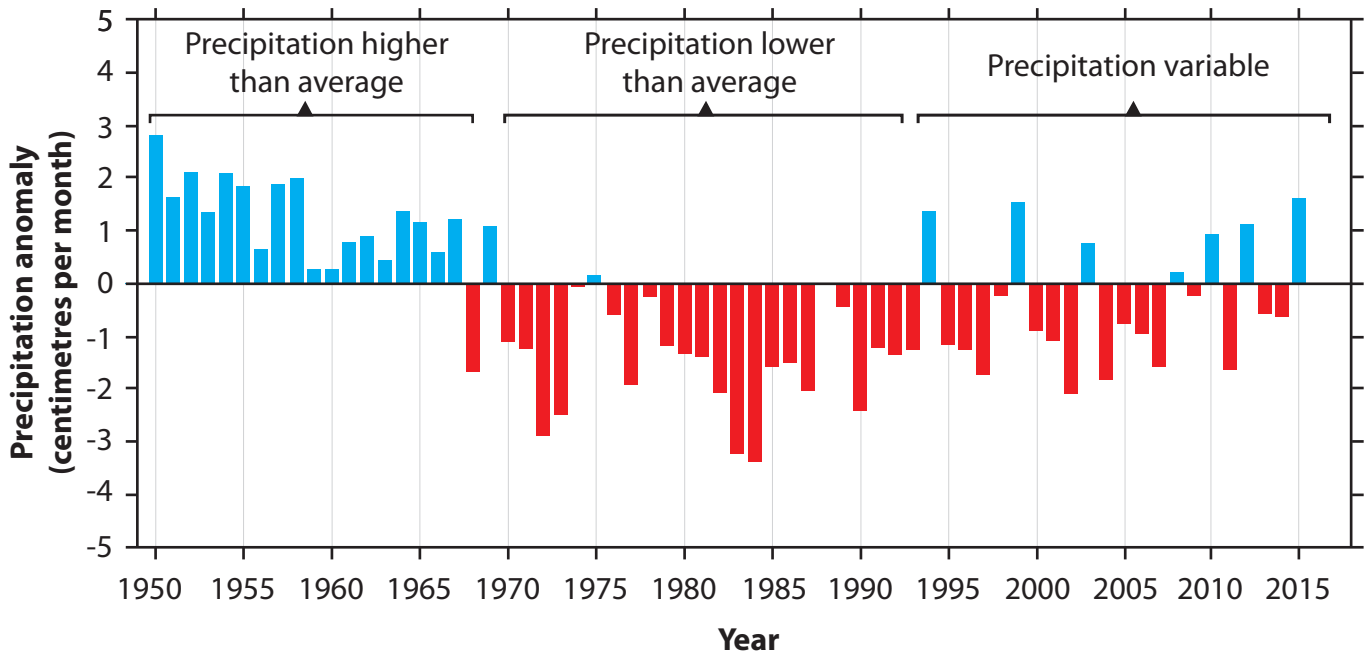 Precipitation higher
than average
Precipitation lower
than average
Precipitation variable
Precipitation anomaly
(centimetres per month)
5
4
3
2
1
0
-1
-2
-3
-4
-5
1950 1955 1960 1965 1970 1975 1980 1985 1990 1995 2000 2005 2010 2015
Year